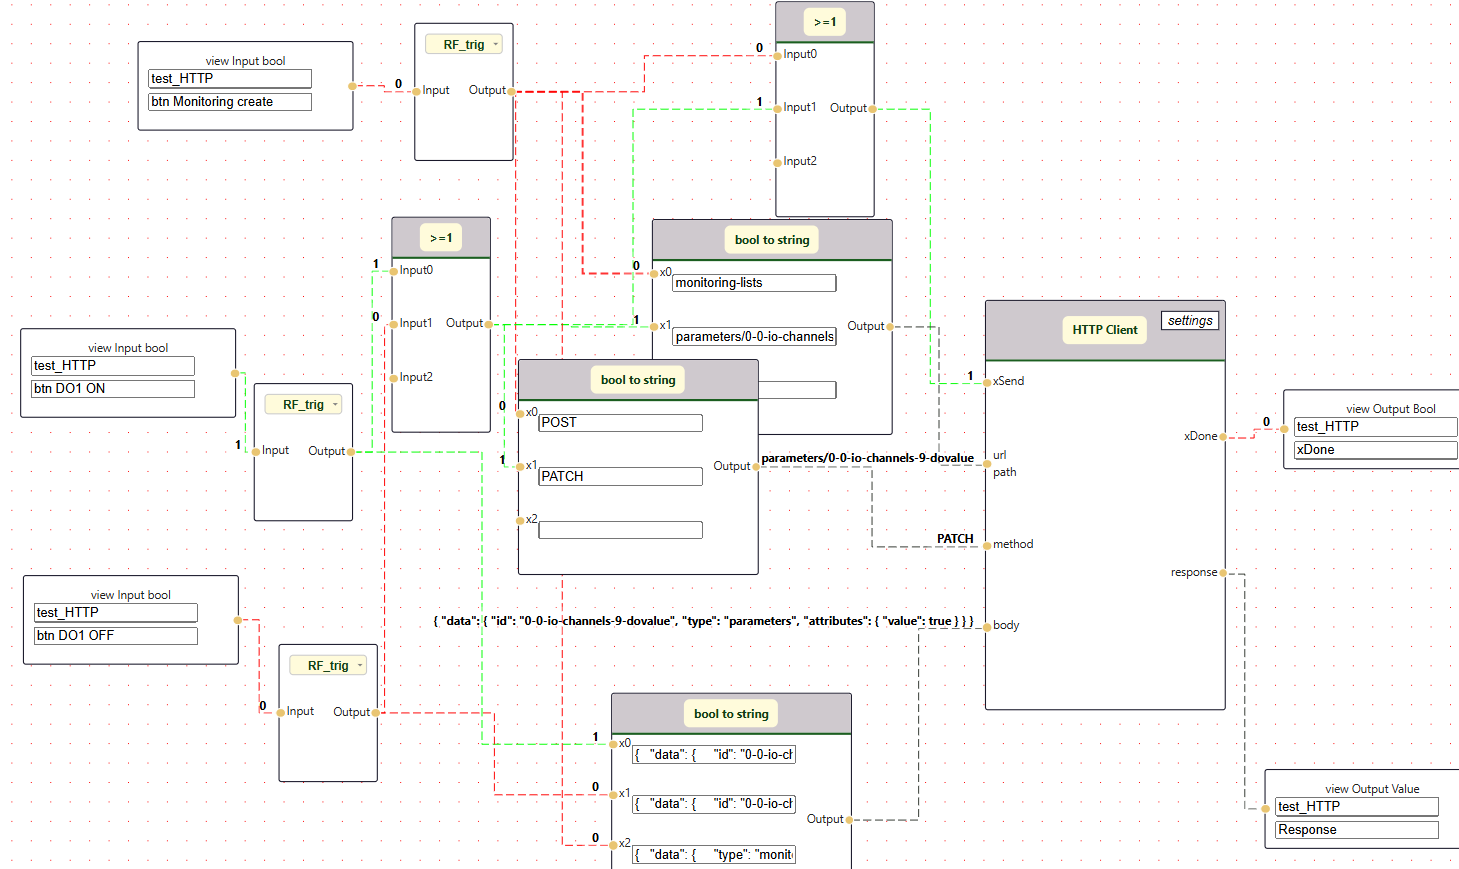 view Input bool
test_HTTP
btn Monitoring create
0
RF_trig
Input
Output
>=1
0
Input0
1
Input1
Output
Input2
>=1
1
Input0
0
Input1
Output
Input2
bool to string
0
x0
monitoring-lists
1
x1
parameters/0-0-io-channels
Output
view Input bool
test_HTTP
btn DO1 ON
1
RF_trig
Input
Output
bool to string
0
x0
POST
1
x1
PATCH
Output
x2
HTTP Client
settings
1
xSend
xDone
parameters/0-0-io-channels-9-dovalue
url
path
PATCH
method
response
{ "data": { "id": "0-0-io-channels-9-dovalue", "type": "parameters", "attributes": { "value": true } } }
body
view Output Bool
0
test_HTTP
xDone
view Input bool
test_HTTP
btn DO1 OFF
0
RF_trig
Input
Output
bool to string
1
x0
{ "data": { "id": "0-0-io-ch
0
x1
{ "data": { "id": "0-0-io-ch
Output
0
x2
{ "data": { "type": "monit
view Output Value
test_HTTP
Response